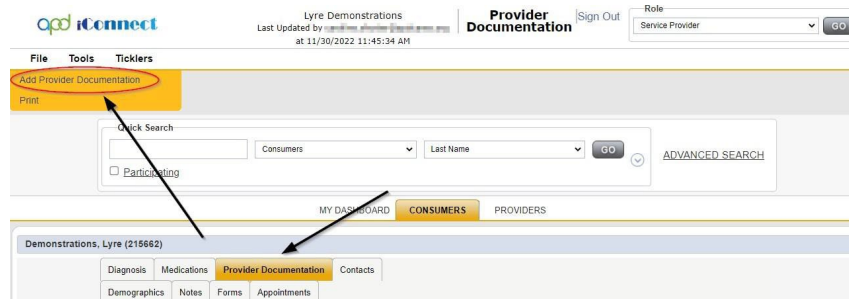 apd iConnect
Lyre Demonstrations
Last Updated by
at 11/30/2022 11:45:34 AM
Provider
Documentation
Sign Out
Role
Service Provider
GO
File Tools Ticklers
Add Provider Documentation
Print
Quick Search
Consumers Last Name GO
ADVANCED SEARCH
Participating
MY DASHBOARD CONSUMERS PROVIDERS
Demonstrations, Lyre (215662)
Diagnosis Medications Provider Documentation Contacts
Demographics Notes Forms Appointments